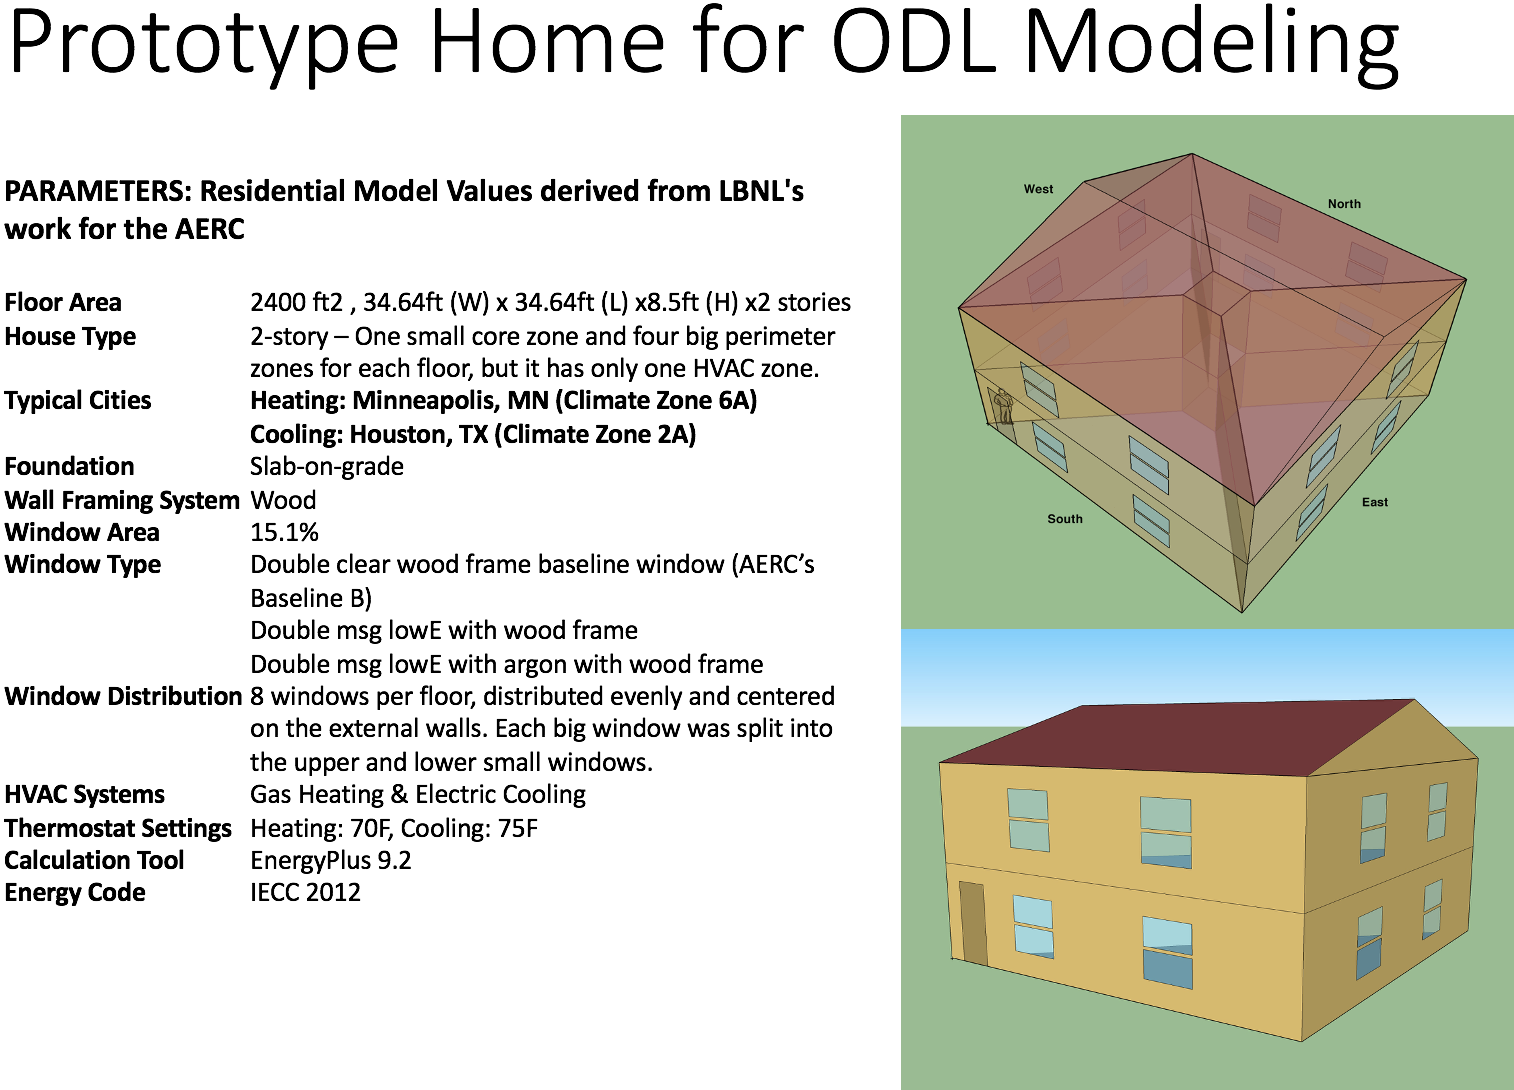 Prototype Home for ODL Modeling
PARAMETERS: Residential Model Values derived from LBNL's
work for the AERC
Floor Area 2400 ft2 , 34.64ft (W) x 34.64ft (L) x8.5ft (H) x2 stories
House Type 2-story – One small core zone and four big perimeter
zones for each floor, but it has only one HVAC zone.
Typical Cities Heating: Minneapolis, MN (Climate Zone 6A)
Cooling: Houston, TX (Climate Zone 2A)
Foundation Slab-on-grade
Wall Framing System Wood
Window Area 15.1%
Window Type Double clear wood frame baseline window (AERC’s
Baseline B)
Double msg lowE with wood frame
Double msg lowE with argon with wood frame
Window Distribution 8 windows per floor, distributed evenly and centered
on the external walls. Each big window was split into
the upper and lower small windows.
HVAC Systems Gas Heating & Electric Cooling
Thermostat Settings Heating: 70F, Cooling: 75F
Calculation Tool EnergyPlus 9.2
Energy Code IECC 2012
West
North
South
East